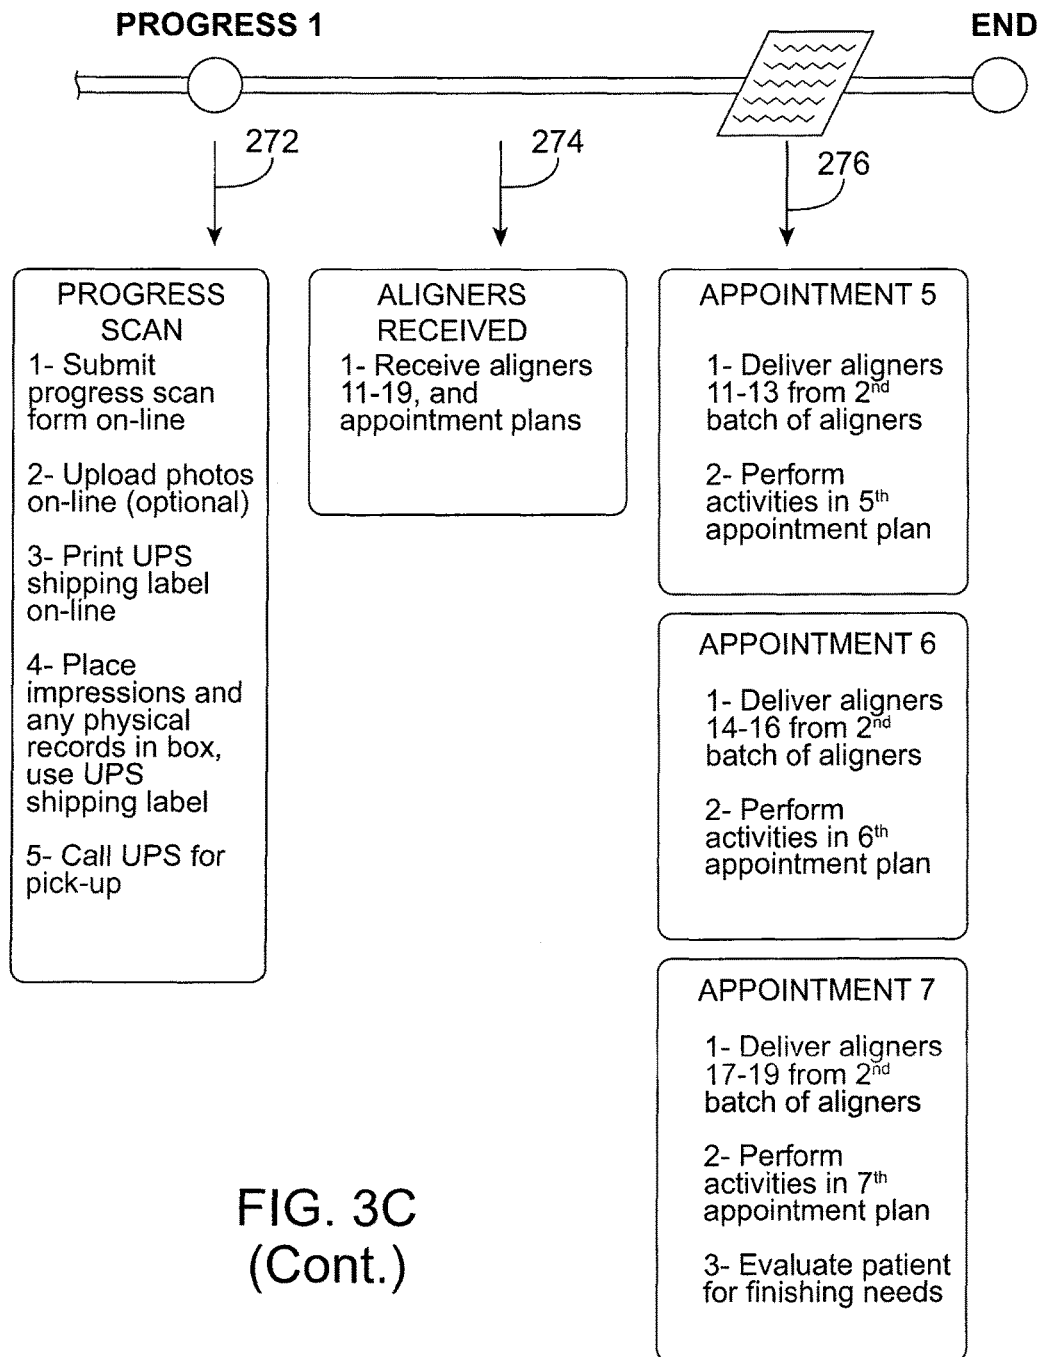 PROGRESS 1
END
272
274
276
PROGRESS
SCAN
1- Submit
progress scan
form on-line
2- Upload photos
on-line (optional)
3- Print UPS
shipping label
on-line
4- Place
impressions and
any physical
records in box,
use UPS
shipping label
5- Call UPS for
pick-up
ALIGNERS
RECEIVED
1- Receive aligners
11-19, and
appointment plans
APPOINTMENT 5
1- Deliver aligners
11-13 from 2nd
batch of aligners
2- Perform
activities in 5th
appointment plan
APPOINTMENT 6
1- Deliver aligners
14-16 from 2nd
batch of aligners
2- Perform
activities in 6th
appointment plan
APPOINTMENT 7
1- Deliver aligners
17-19 from 2nd
batch of aligners
2- Perform
activities in 7th
appointment plan
3- Evaluate patient
for finishing needs
FIG. 3C
(Cont.)